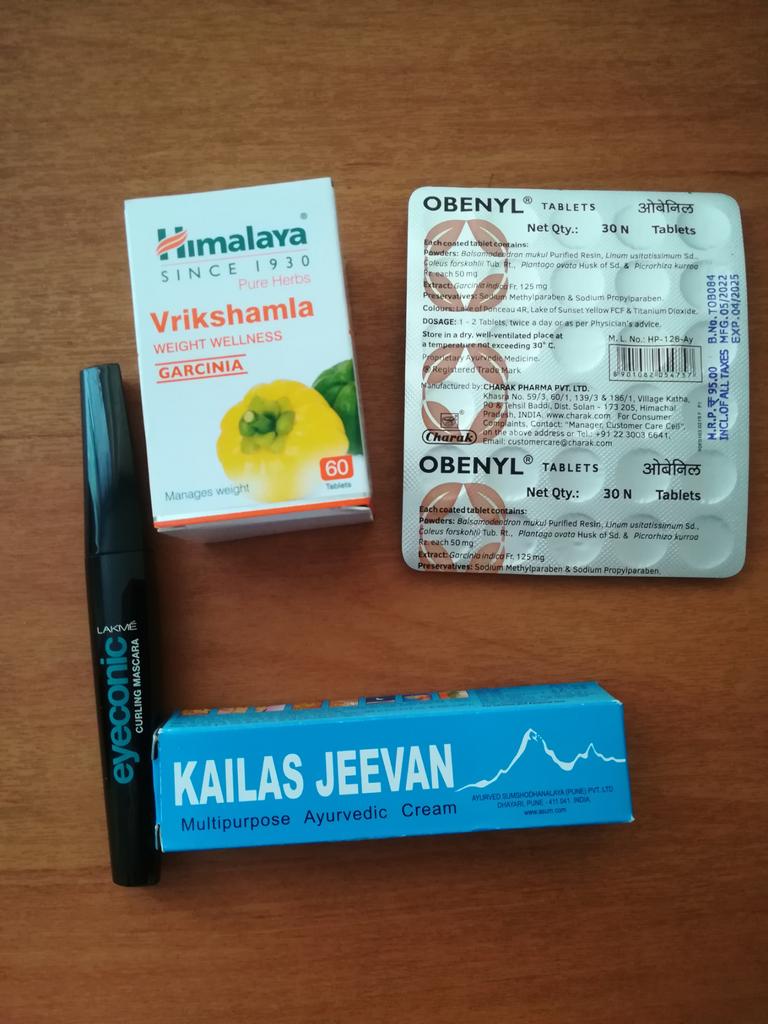 Himalaya®
SINCE 1930
Pure Herbs
Vrikshamla
WEIGHT WELLNESS
GARCINIA
60
Tablets
Manages weight
OBENYL® TABLETS ओबेनिल
Net Qty.: 30 N Tablets
Each coated tablet contains:
Powders: Balsamodendron mukul Purified Resin, Linum usitatissimum Sd.,
Coleus forskohlii Tub. Rt., Plantago ovata Husk of Sd. & Picrorhiza kurroa
Rz. each 50 mg
Extract: Garcinia indica Fr. 125 mg
Preservatives: Sodium Methylparaben & Sodium Propylparaben.
Colours: Lake of Ponceau 4R, Lake of Sunset Yellow FCF & Titanium Dioxide.
DOSAGE: 1 - 2 Tablets, twice a day or as per Physician's advice.
Store in a dry, well-ventilated place at
a temperature not exceeding 30° C.
Proprietary Ayurvedic Medicine.
® Registered Trade Mark
M. L. No.: HP-128-Ay
8 901082 054737
Manufactured by: CHARAK PHARMA PVT. LTD.
Khasra No. 59/3, 60/1, 139/3 & 186/1, Village Katha,
PO & Tehsil Baddi, Dist. Solan - 173 205, Himachal
Pradesh, INDIA. www.charak.com For Consumer
Complaints, Contact: "Manager, Customer Care Cell",
on the above address or Tel.: +91 22 3003 6641,
Email: customercare@charak.com
Charak
M.R.P. ₹ 95.00 B.No. TOB084
INCL.OF ALL TAXES MFG.05/2022
EXP.04/2025
OBENYL® TABLETS ओबेनिल
Net Qty.: 30 N Tablets
Each coated tablet contains:
Powders: Balsamodendron mukul Purified Resin, Linum usitatissimum Sd.,
Coleus forskohlii Tub. Rt., Plantago ovata Husk of Sd. & Picrorhiza kurroa
Rz. each 50 mg
Extract: Garcinia indica Fr. 125 mg
Preservatives: Sodium Methylparaben & Sodium Propylparaben.
LAKMÉ
eyeconic
CURLING MASCARA
KAILAS JEEVAN
Multipurpose Ayurvedic Cream
AYURVED SUMSHODHANALAYA (PUNE) PVT. LTD
DHAYARI, PUNE - 411 041. INDIA.
www.asum.com